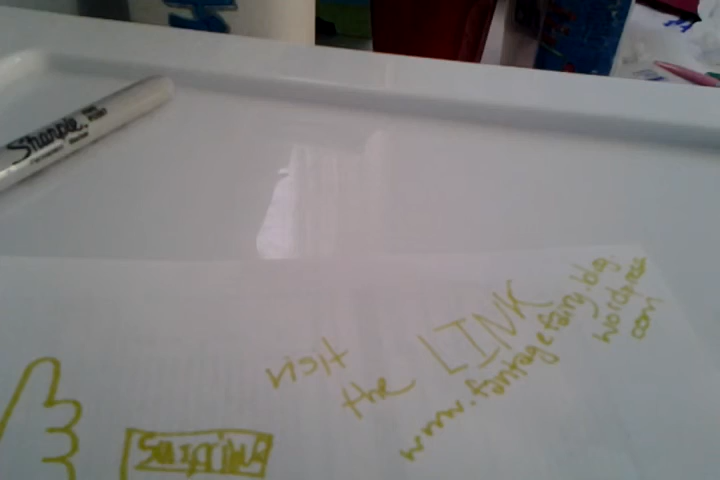 Sharpie
visit
the LINK
www.fantagefairy.blog.
wordpress
com